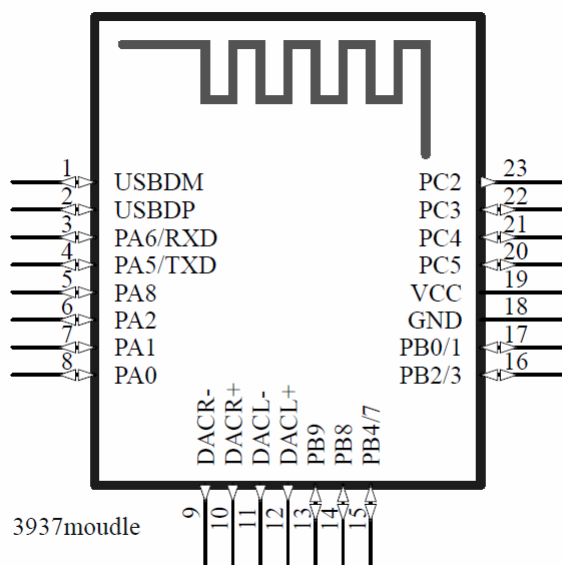 1 USBDM PC2 23
2 USBDP PC3 22
3 PA6/RXD PC4 21
4 PA5/TXD PC5 20
5 PA8 VCC 19
6 PA2 GND 18
7 PA1 PB0/1 17
8 PA0 PB2/3 16
DACR- DACR+ DACL- DACL+ PB9 PB8 PB4/7
9 10 11 12 13 14 15
3937moudle